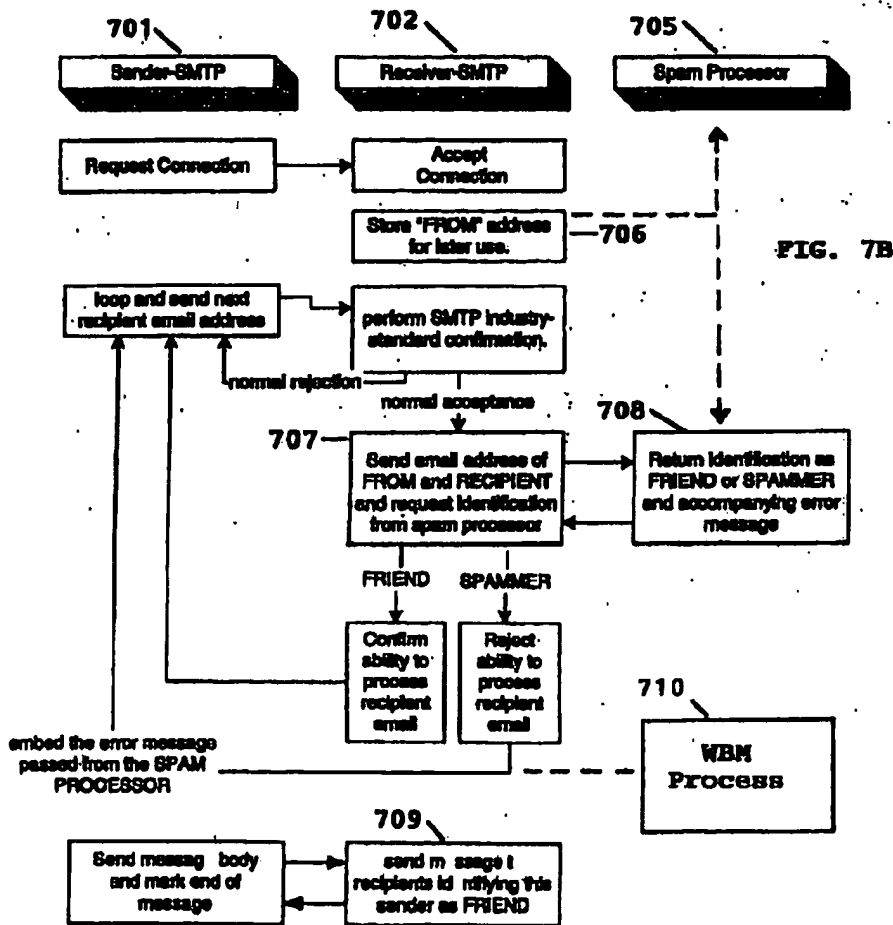 701
702
705
Sender-SMTP
Receiver-SMTP
Spam Processor
Request Connection
Accept
Connection
Store "FROM" address
for later use.
706
FIG. 7B
loop and send next
recipient email address
perform SMTP industry-
standard confirmation.
normal rejection
normal acceptance
707
708
Send email address of
FROM and RECIPIENT
and request identification
from spam processor
Return identification as
FRIEND or SPAMMER
and accompanying error
message
FRIEND
SPAMMER
Confirm
ability to
process
recipient
email
Reject
ability to
process
recipient
email
710
WBM
Process
embed the error message
passed from the SPAM
PROCESSOR
709
Send messag body
and mark end of
message
send m ssage t
recipients id ntifying this
sender as FRIEND